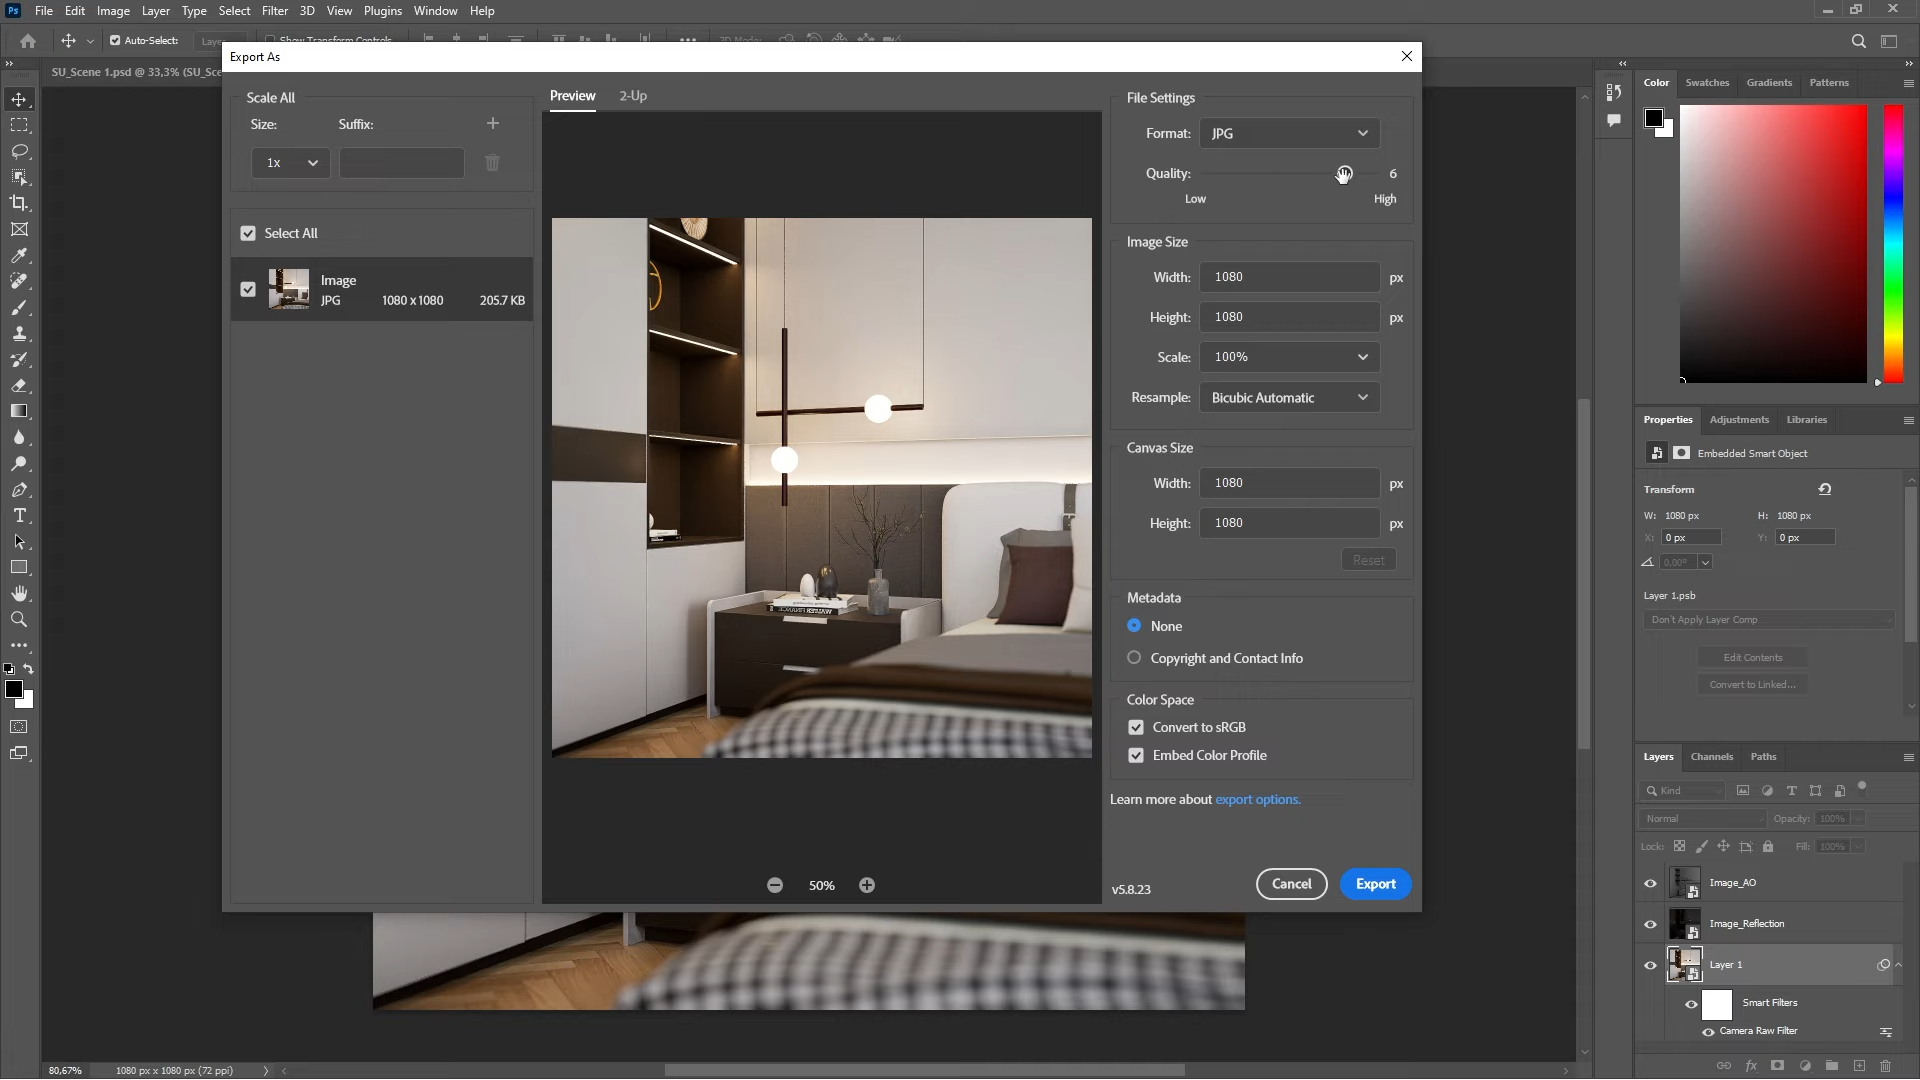 Ps File Edit Image Layer Type Select Filter 3D View Plugins Window Help
Auto-Select: Laye Show Transform Controls 3D Mode:
SU_Scene 1.psd @ 33,3% (SU_Sce
Export As
Scale All
Size: Suffix:
1x
Select All
Image
JPG 1080 x 1080 205.7 KB
Preview 2-Up
50%
File Settings
Format: JPG
Quality: 6
Low High
Image Size
Width: 1080 px
Height: 1080 px
Scale: 100%
Resample: Bicubic Automatic
Canvas Size
Width: 1080 px
Height: 1080 px
Reset
Metadata
None
Copyright and Contact Info
Color Space
Convert to sRGB
Embed Color Profile
Learn more about export options.
v5.8.23 Cancel Export
Color Swatches Gradients Patterns
Properties Adjustments Libraries
Embedded Smart Object
Transform
W: 1080 px H: 1080 px
X: 0 px Y: 0 px
0,00°
Layer 1.psb
Don't Apply Layer Comp
Edit Contents
Convert to Linked...
Layers Channels Paths
Kind
Normal Opacity: 100%
Lock: Fill: 100%
Image_AO
Image_Reflection
Layer 1
Smart Filters
Camera Raw Filter
80,67% 1080 px x 1080 px (72 ppi)